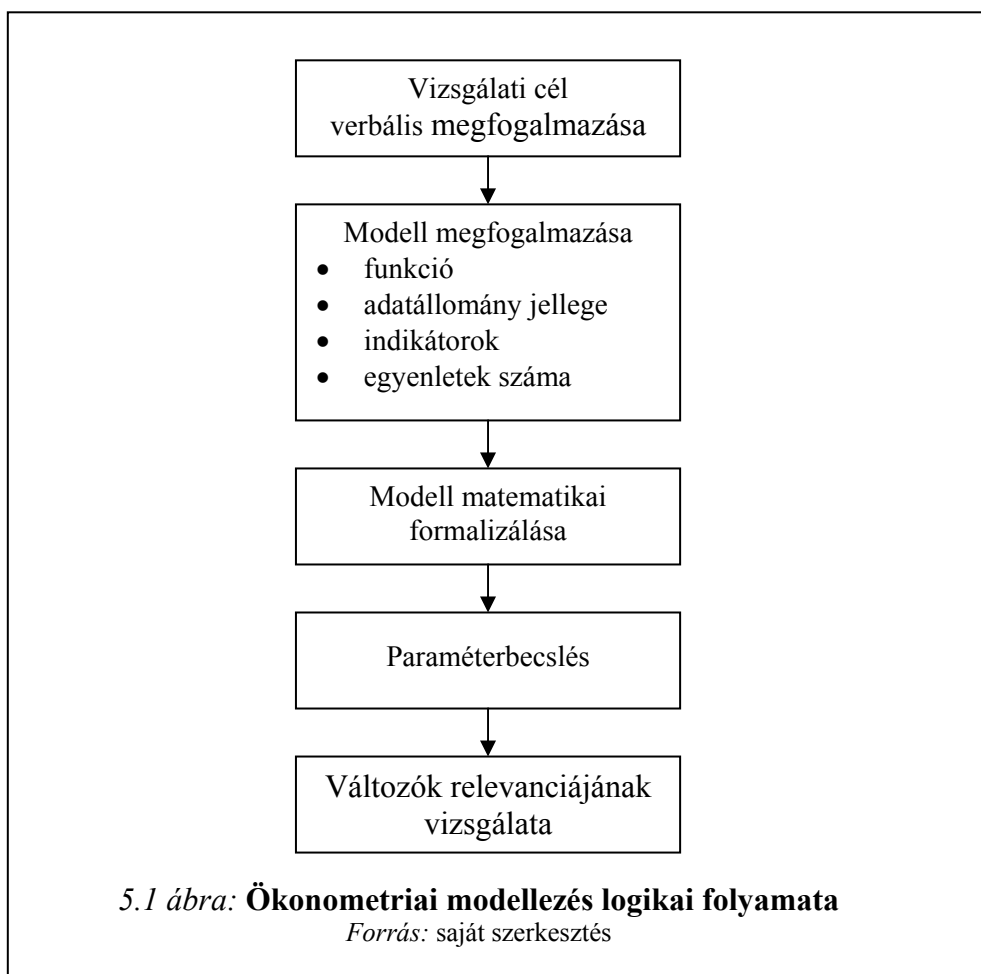 Vizsgálati cél
verbális megfogalmazása
Modell megfogalmazása
• funkció
• adatállomány jellege
• indikátorok
• egyenletek száma
Modell matematikai
formalizálása
Paraméterbecslés
Változók relevanciájának
vizsgálata
5.1 ábra: Ökonometriai modellezés logikai folyamata
Forrás: saját szerkesztés